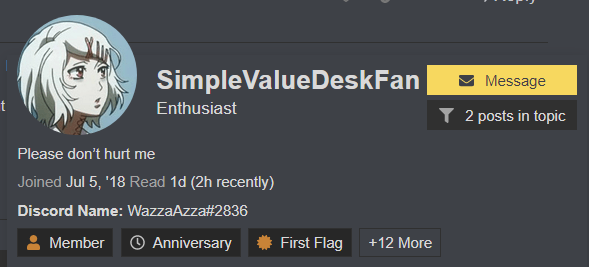 Reply
SimpleValueDeskFan
Message
Enthusiast
2 posts in topic
Please don’t hurt me
Joined Jul 5, '18 Read 1d (2h recently)
Discord Name: WazzaAzza#2836
Member Anniversary First Flag +12 More